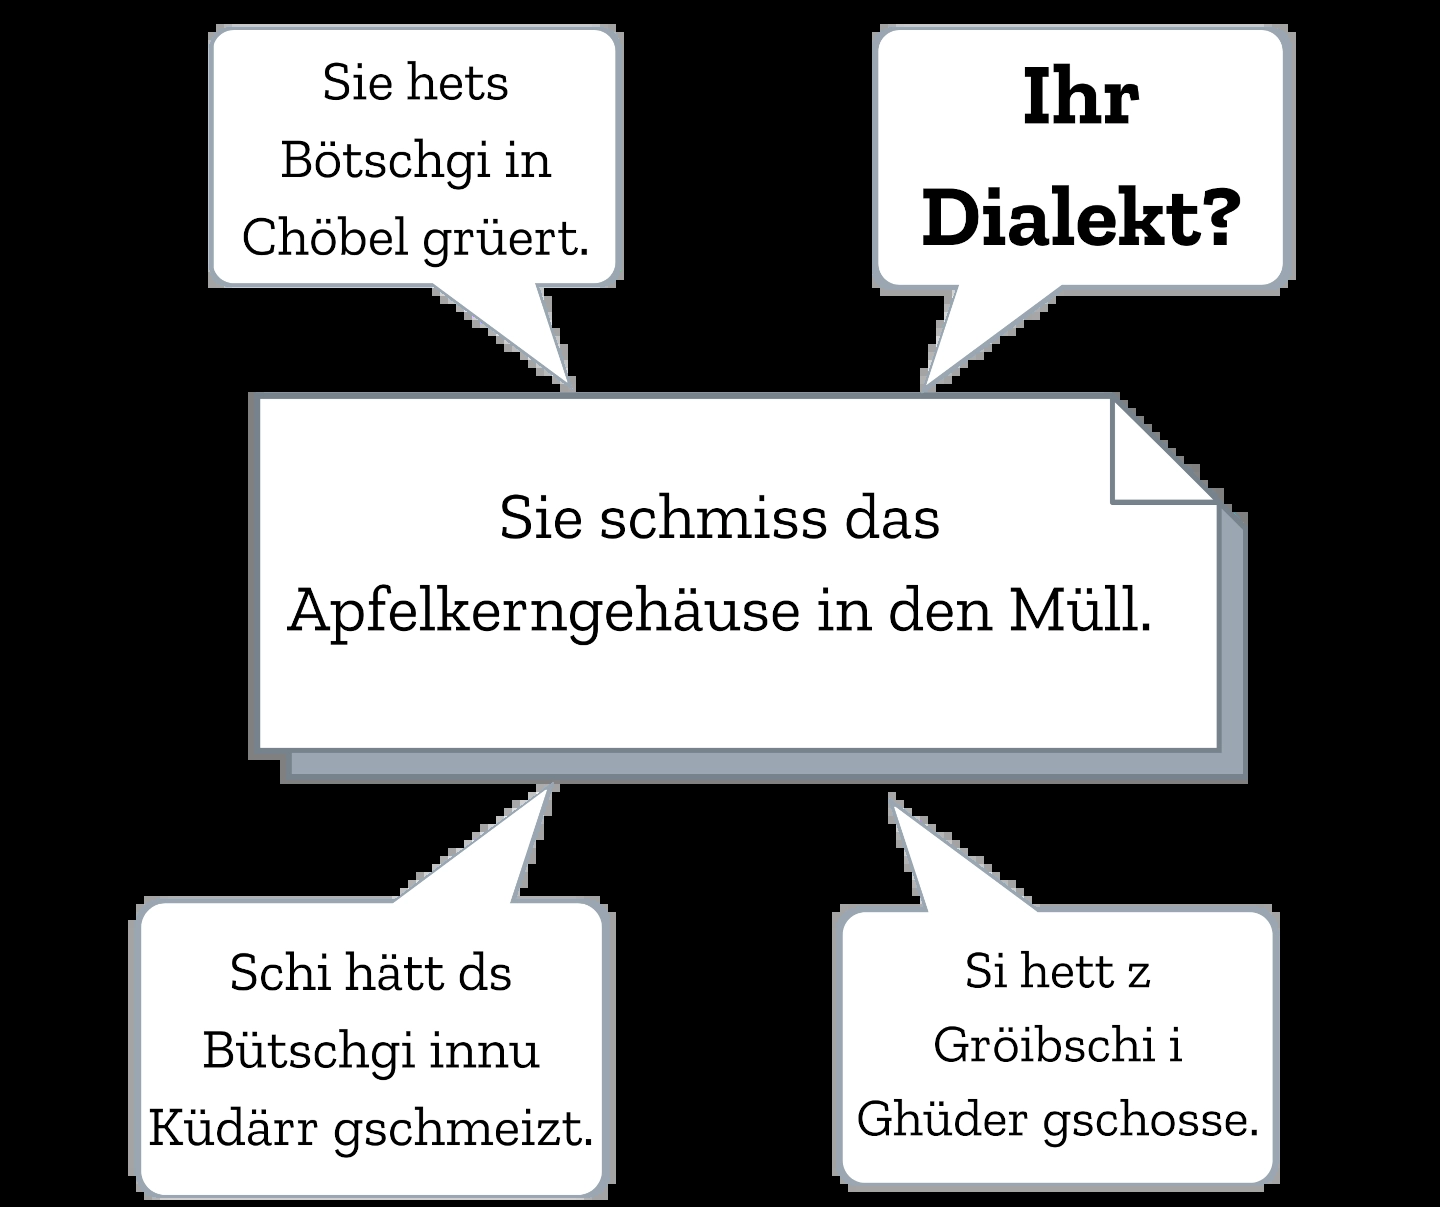 Sie hets
Bötschgi in
Chöbel grüert.
Ihr
Dialekt?
Sie schmiss das
Apfelkerngehäuse in den Müll.
Schi hätt ds
Bütschgi innu
Küdärr gschmeizt.
Si hett z
Gröibschi i
Ghüder gschosse.